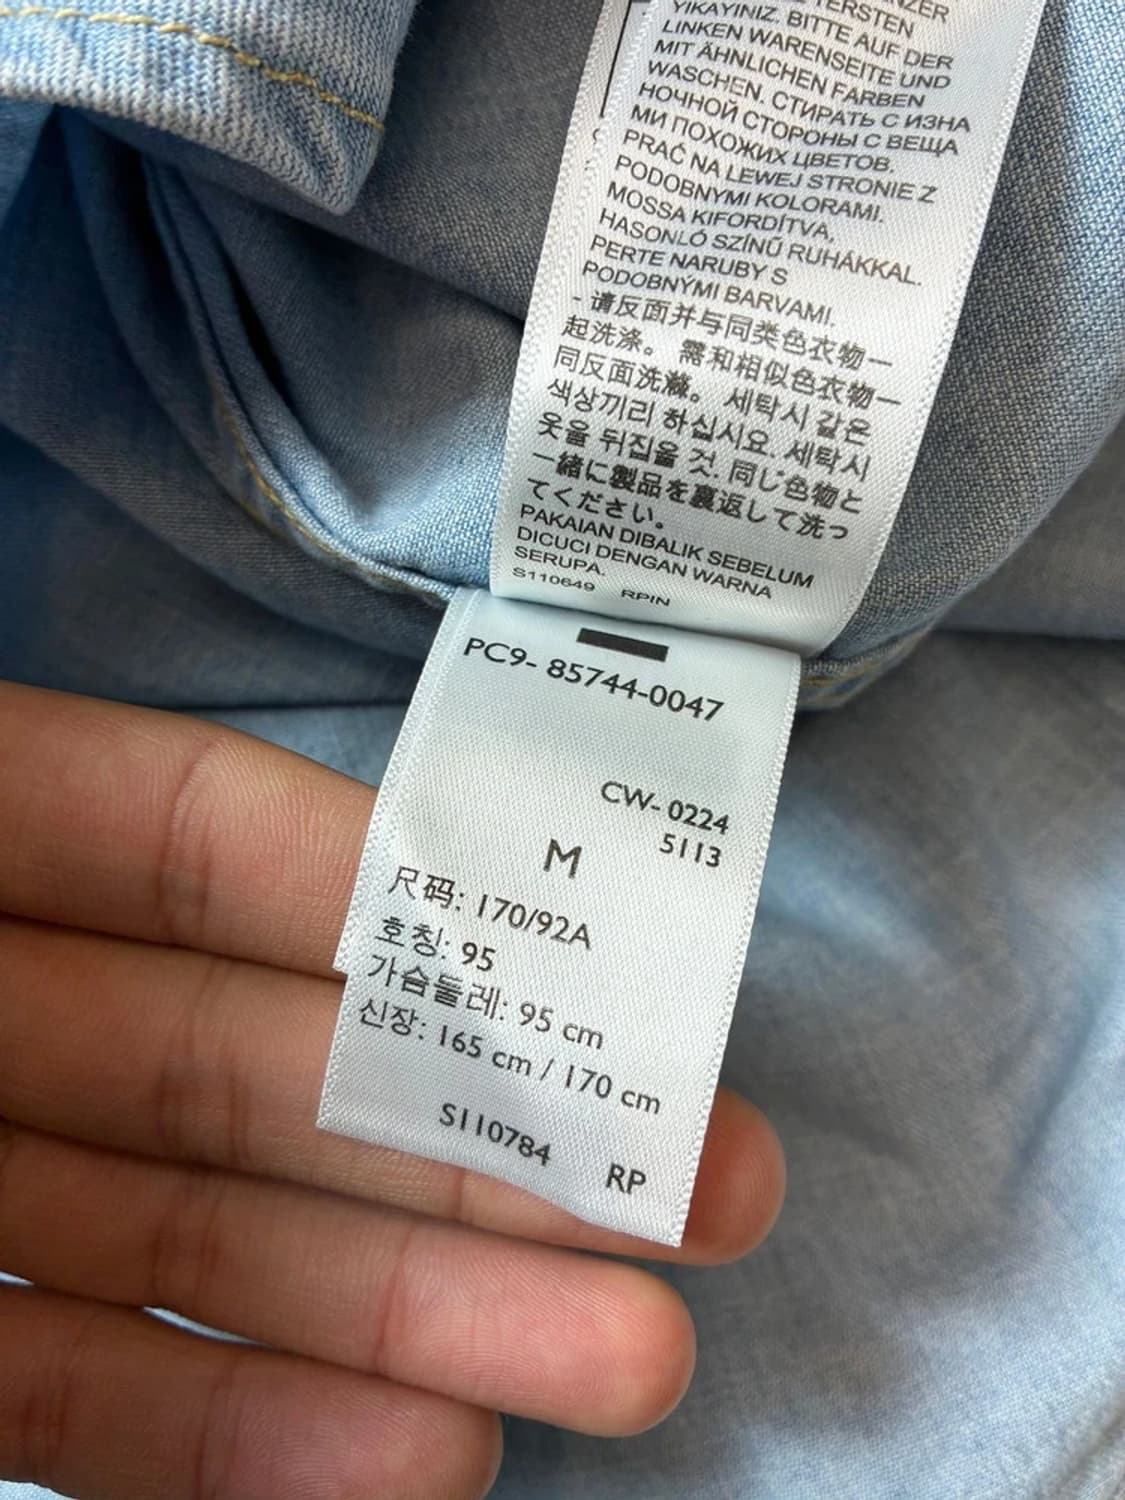 TERSTEN
YIKAYINIZ. BITTE AUF DER
LINKEN WARENSEITE UND
MIT ÄHNLICHEN FARBEN
WASCHEN. СТИРАТЬ С ИЗНА
НОЧНОЙ СТОРОНЫ С ВЕЩА
МИ ПОХОЖИХ ЦВЕТОВ.
PRAĆ NA LEWEJ STRONIE Z
PODOBNYMI KOLORAMI.
MOSSA KIFORDÍTVA,
HASONLÓ SZÍNŰ RUHÁKKAL.
PERTE NARUBY S
PODOBNÝMI BARVAMI.
- 请反面并与同类色衣物一
起洗涤。 需和相似色衣物一
同反面洗滌。 세탁시 같은
색상끼리 하십시요. 세탁시
옷을 뒤집을 것. 同じ色物と
一緒に製品を裏返して洗っ
てください。
PAKAIAN DIBALIK SEBELUM
DICUCI DENGAN WARNA
SERUPA.
S110649 RPIN
PC9- 85744-0047
CW- 0224
5113
M
尺码: 170/92A
호칭: 95
가슴둘레: 95 cm
신장: 165 cm / 170 cm
S110784 RP